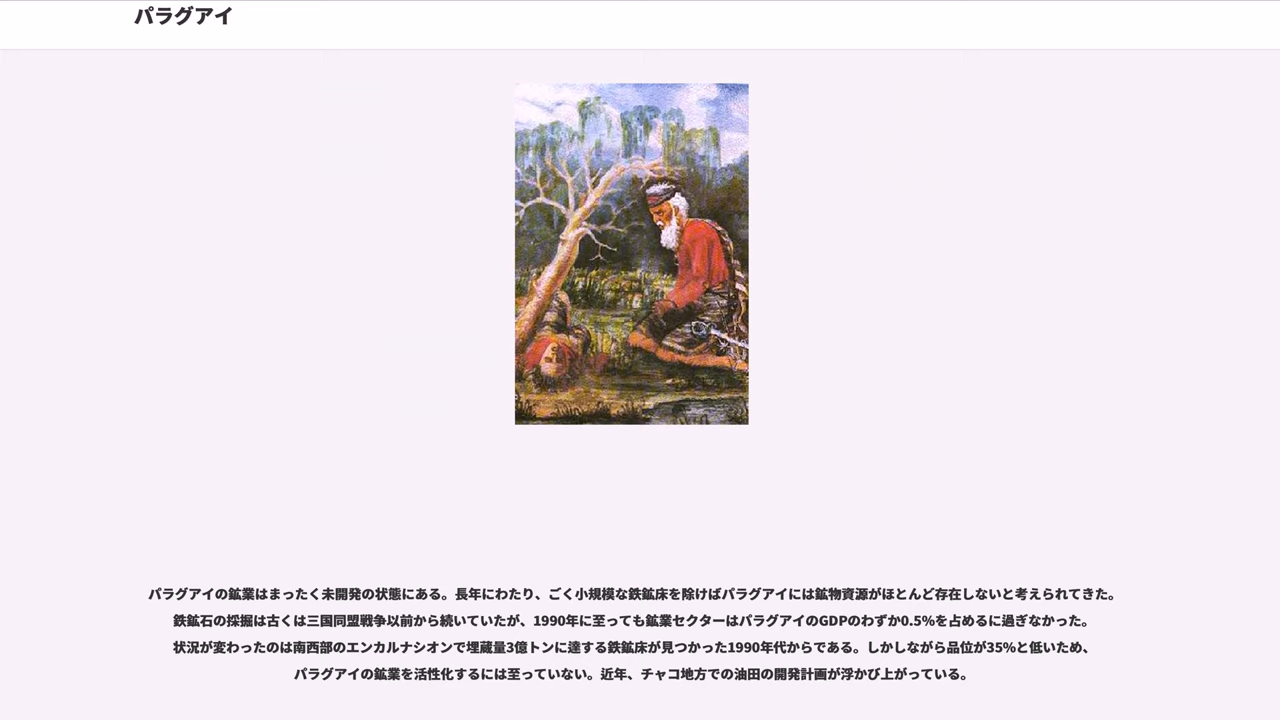 パラグアイ
パラグアイの鉱業はまったく未開発の状態にある。長年にわたり、ごく小規模な鉄鉱床を除けばパラグアイには鉱物資源がほとんど存在しないと考えられてきた。
鉄鉱石の採掘は古くは三国同盟戦争以前から続いていたが、1990年に至っても鉱業セクターはパラグアイのGDPのわずか0.5%を占めるに過ぎなかった。
状況が変わったのは南西部のエンカルナシオンで埋蔵量3億トンに達する鉄鉱床が見つかった1990年代からである。しかしながら品位が35%と低いため、
パラグアイの鉱業を活性化するには至っていない。近年、チャコ地方での油田の開発計画が浮かび上がっている。